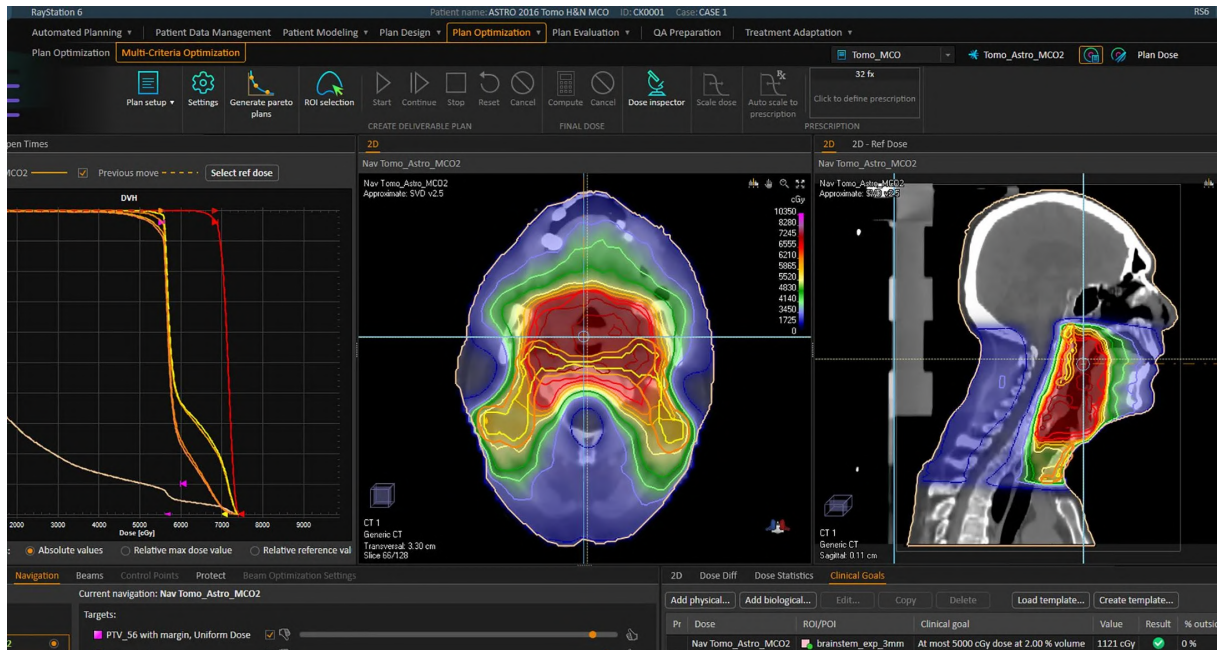 RayStation 6
Patient name: ASTRO 2016 Tomo H&N MCO ID: CK0001 Case: CASE 1
RS6
Automated Planning
Patient Data Management
Patient Modeling
Plan Design
Plan Optimization
Plan Evaluation
QA Preparation
Treatment Adaptation
Plan Optimization
Multi-Criteria Optimization
Tomo_MCO
Tomo_Astro_MCO2
Plan Dose
Plan setup
Settings
Generate pareto
plans
ROI selection
Start
Continue
Stop
Reset
Cancel
CREATE DELIVERABLE PLAN
Compute
Cancel
FINAL DOSE
Dose inspector
Scale dose
Auto scale to
prescription
32 fx
Click to define prescription
PRESCRIPTION
pen Times
MCO2
Previous move
Select ref dose
DVH
2000 3000 4000 5000 6000 7000 8000 9000
Dose [cGy]
Absolute values
Relative max dose value
Relative reference val
2D
Nav Tomo_Astro_MCO2
Nav Tomo_Astro_MCO2
Approximate: SVD v2.5
cGy
10350
8280
7245
6555
6210
5865
5520
4830
4140
3450
1725
0
CT 1
Generic CT
Transversal: 3.30 cm
Slice 66/128
2D
2D - Ref Dose
Nav Tomo_Astro_MCO2
Nav Tomo_Astro_MCO2
Approximate: SVD v2.5
CT 1
Generic CT
Sagittal: 0.11 cm
Navigation
Beams
Control Points
Protect
Beam Optimization Settings
Current navigation: Nav Tomo_Astro_MCO2
Targets:
PTV_56 with margin, Uniform Dose
2D
Dose Diff
Dose Statistics
Clinical Goals
Add physical...
Add biological...
Edit...
Copy
Delete
Load template...
Create template...
Pr Dose ROI/POI Clinical goal Value Result % outsid
Nav Tomo_Astro_MCO2 brainstem_exp_3mm At most 5000 cGy dose at 2.00 % volume 1121 cGy 0 %